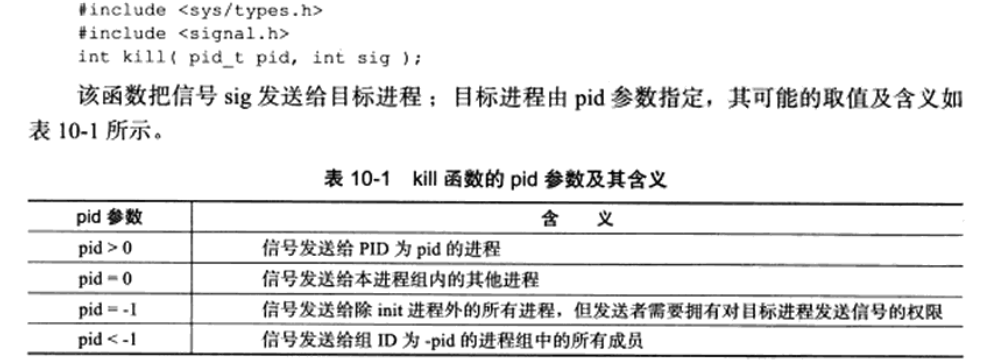 #include <sys/types.h>
#include <signal.h>
int kill( pid_t pid, int sig );
该函数把信号 sig 发送给目标进程；目标进程由 pid 参数指定，其可能的取值及含义如
表 10-1 所示。
表 10-1 kill 函数的 pid 参数及其含义
pid 参数 含 义
pid > 0 信号发送给 PID 为 pid 的进程
pid = 0 信号发送给本进程组内的其他进程
pid = -1 信号发送给除 init 进程外的所有进程，但发送者需要拥有对目标进程发送信号的权限
pid < -1 信号发送给组 ID 为 -pid 的进程组中的所有成员